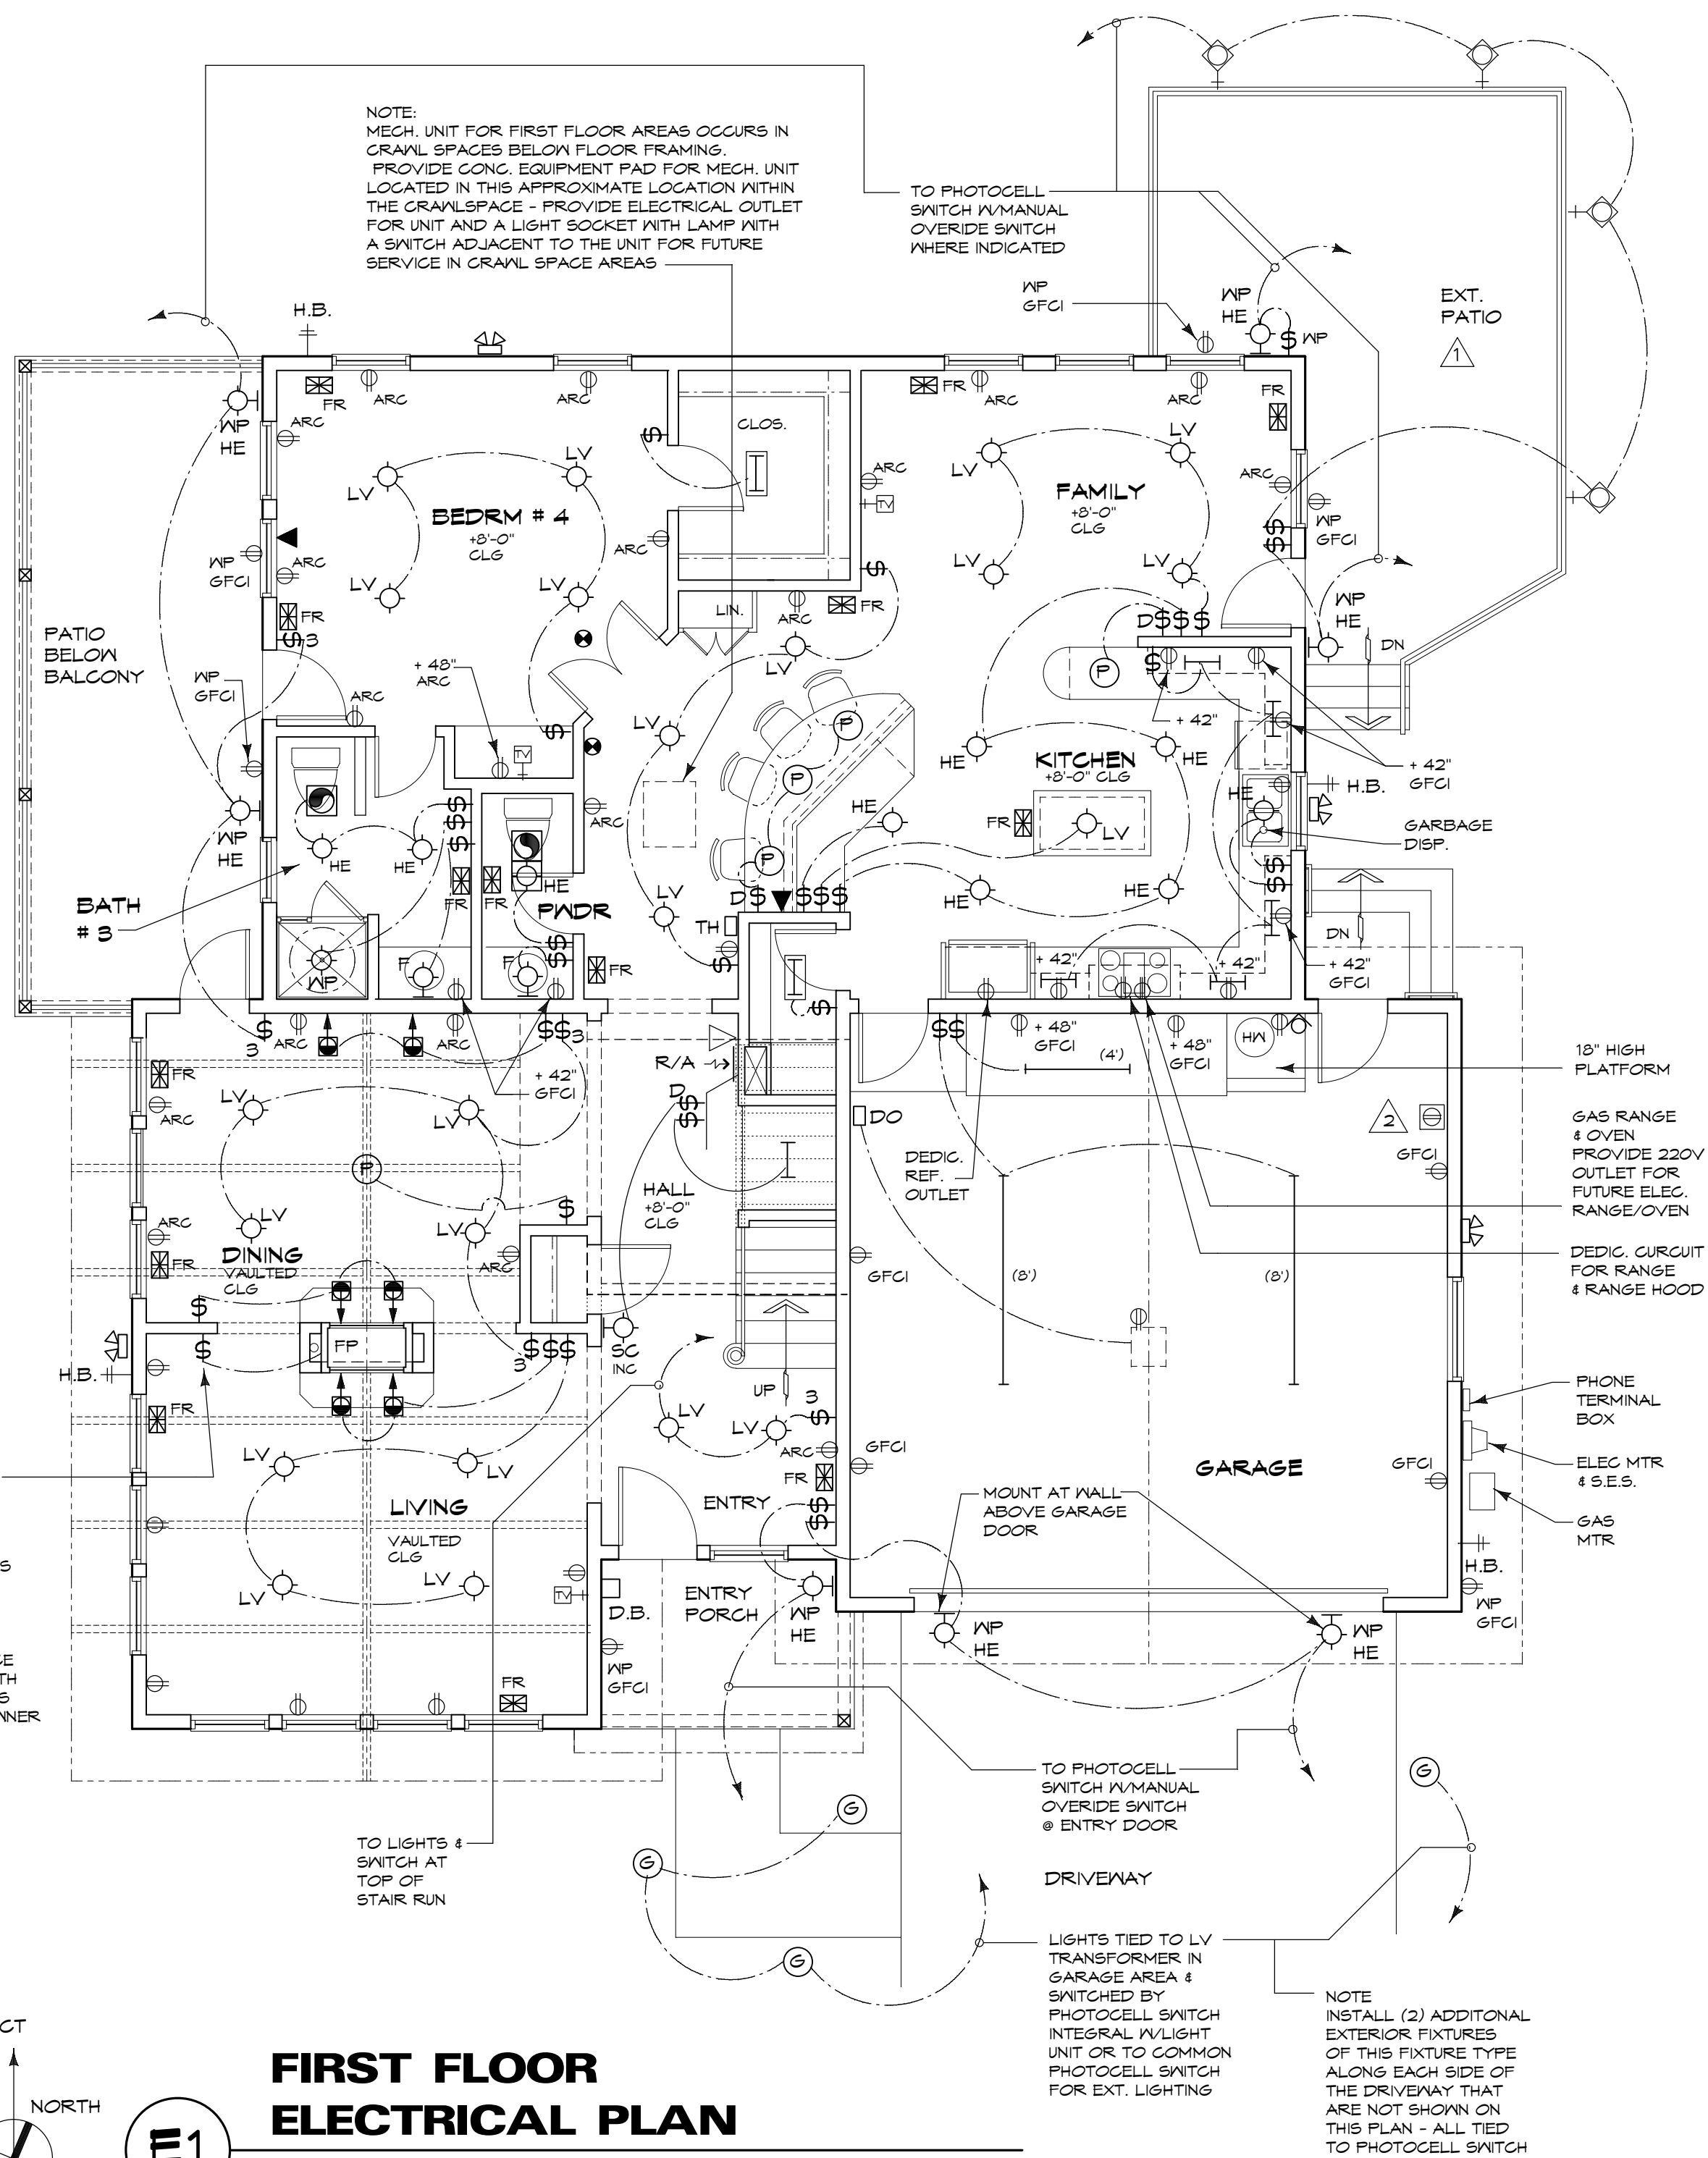 NOTE:
MECH. UNIT FOR FIRST FLOOR AREAS OCCURS IN
CRAWL SPACES BELOW FLOOR FRAMING.
PROVIDE CONC. EQUIPMENT PAD FOR MECH. UNIT
LOCATED IN THIS APPROXIMATE LOCATION WITHIN
THE CRAWLSPACE - PROVIDE ELECTRICAL OUTLET
FOR UNIT AND A LIGHT SOCKET WITH LAMP WITH
A SWITCH ADJACENT TO THE UNIT FOR FUTURE
SERVICE IN CRAWL SPACE AREAS
TO PHOTOCELL
SWITCH W/MANUAL
OVERIDE SWITCH
WHERE INDICATED
WP
GFCI
WP
HE
$ WP
EXT.
PATIO
1
H.B.
FR
ARC
ARC
FR
ARC
ARC
FR
WP
HE
ARC
CLOS.
$
LV
LV
LV
LV
BEDRM # 4
+8'-0"
CLG
ARC
TV
FAMILY
+8'-0"
CLG
ARC
WP
GFCI
$$
WP
GFCI
ARC
ARC
LV
LV
LV
LV
$
FR
$3
LIN.
ARC
FR
LV
D$$$
WP
HE
DN
PATIO
BELOW
BALCONY
WP
GFCI
+ 48"
ARC
ARC
$
P
$
+ 42"
LV
P
TV
HE
KITCHEN
+8'-0" CLG
HE
+ 42"
GFCI
P
H.B.
HE
WP
HE
$$
$
ARC
HE
FR
LV
GARBAGE
DISP.
HE
HE
P
BATH
# 3
FR
FR
HE
PWDR
LV
D$
$$$
HE
HE
$$
TH
DN
WP
F
F
$$
FR
$
+ 42"
+ 42"
+ 42"
GFCI
$
3
ARC
ARC
$$3
R/A
$
$$
+ 48"
GFCI
(4')
+ 48"
GFCI
WH
18" HIGH
PLATFORM
FR
ARC
+ 42"
GFCI
D
$$
DO
2
GFCI
GAS RANGE
& OVEN
PROVIDE 220V
OUTLET FOR
FUTURE ELEC.
RANGE/OVEN
LV
LV
P
DEDIC.
REF.
OUTLET
HALL
+8'-0"
CLG
ARC
LV
LV
$
DINING
VAULTED
CLG
FR
ARC
GFCI
(8')
(8')
DEDIC. CURCUIT
FOR RANGE
& RANGE HOOD
$
$
FP
3
$$$
SC
INC
H.B.
FR
UP
3
$
LV
LV
ARC
GFCI
FR
PHONE
TERMINAL
BOX
LV
LV
LIVING
VAULTED
CLG
ENTRY
$$
GARAGE
GFCI
ELEC MTR
& S.E.S.
MOUNT AT WALL
ABOVE GARAGE
DOOR
GAS
MTR
S
H.B.
LV
LV
TV
D.B.
ENTRY
PORCH
WP
HE
WP
HE
WP
HE
WP
GFCI
WP
GFCI
FR
CE
TH
S
NNER
TO PHOTOCELL
SWITCH W/MANUAL
OVERIDE SWITCH
@ ENTRY DOOR
G
G
G
G
TO LIGHTS &
SWITCH AT
TOP OF
STAIR RUN
DRIVEWAY
LIGHTS TIED TO LV
TRANSFORMER IN
GARAGE AREA &
SWITCHED BY
PHOTOCELL SWITCH
INTEGRAL W/LIGHT
UNIT OR TO COMMON
PHOTOCELL SWITCH
FOR EXT. LIGHTING
NOTE
INSTALL (2) ADDITONAL
EXTERIOR FIXTURES
OF THIS FIXTURE TYPE
ALONG EACH SIDE OF
THE DRIVEWAY THAT
ARE NOT SHOWN ON
THIS PLAN - ALL TIED
TO PHOTOCELL SWITCH
CT
NORTH
FIRST FLOOR
ELECTRICAL PLAN
E1